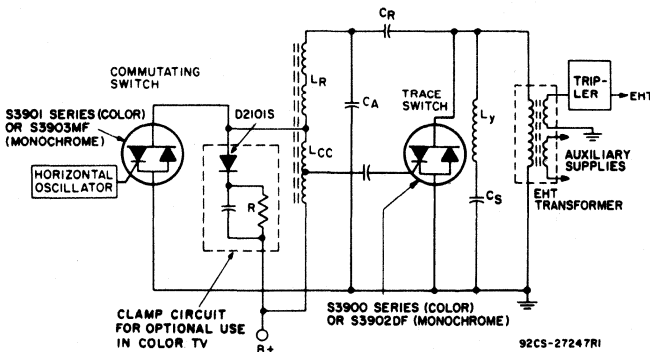 COMMUTATING
SWITCH
S3901 SERIES (COLOR)
OR S3903MF
(MONOCHROME)
HORIZONTAL
OSCILLATOR
D2101S
R
CLAMP CIRCUIT
FOR OPTIONAL USE
IN COLOR TV
B+
LR
LCC
CA
CR
TRACE
SWITCH
Ly
CS
S3900 SERIES (COLOR)
OR S3902DF (MONOCHROME)
TRIP-
LER
EHT
AUXILIARY
SUPPLIES
EHT
TRANSFORMER
92CS-27247R1